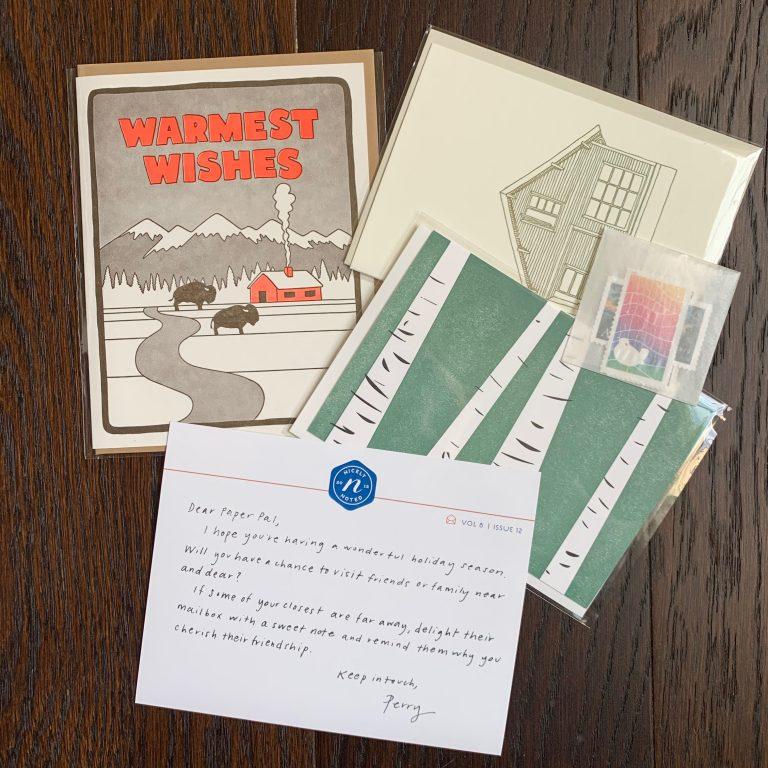 WARMEST
WISHES
NICELY
20 n 13
NOTED
VOL 8 | ISSUE 12
Dear Paper Pal,
I hope you're having a wonderful holiday season.
Will you have a chance to visit friends or family near
and dear?
If some of your closest are far away, delight their
mailbox with a sweet note and remind them why you
cherish their friendship.
Keep in touch,
Perry